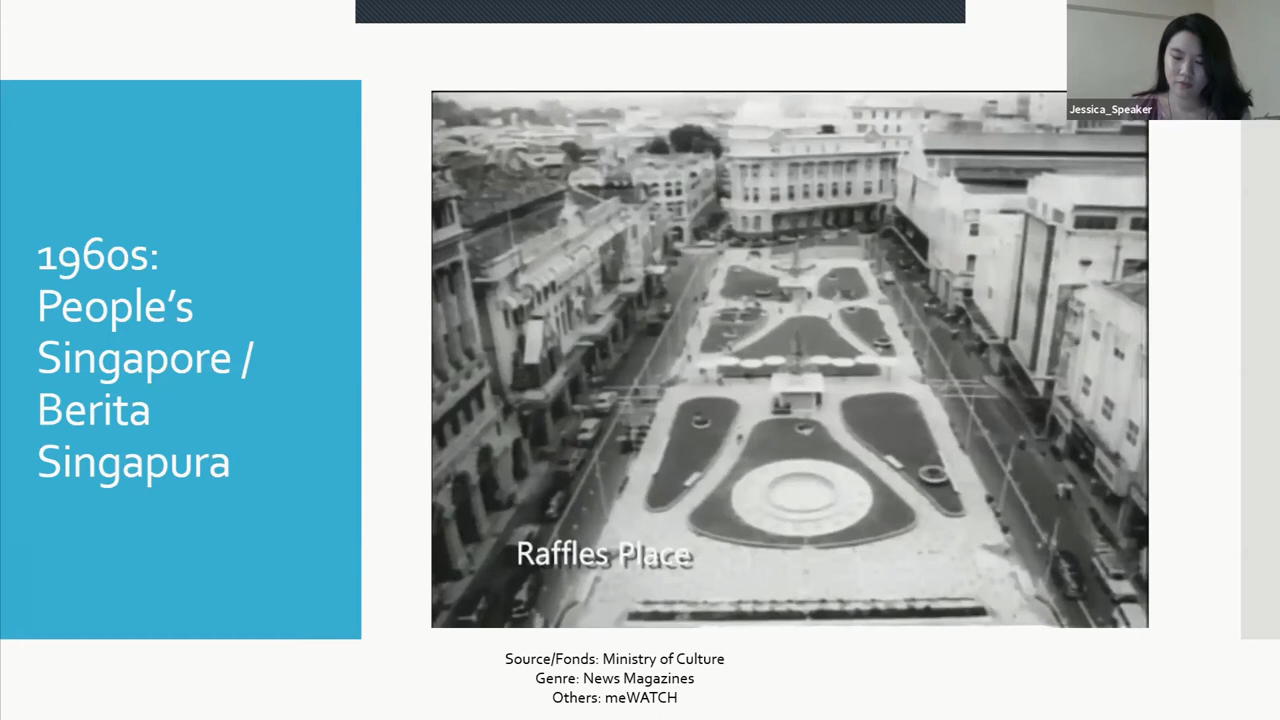 Jessica_Speaker
1960s:
People’s
Singapore /
Berita
Singapura
Raffles Place
Source/Fonds: Ministry of Culture
Genre: News Magazines
Others: meWATCH